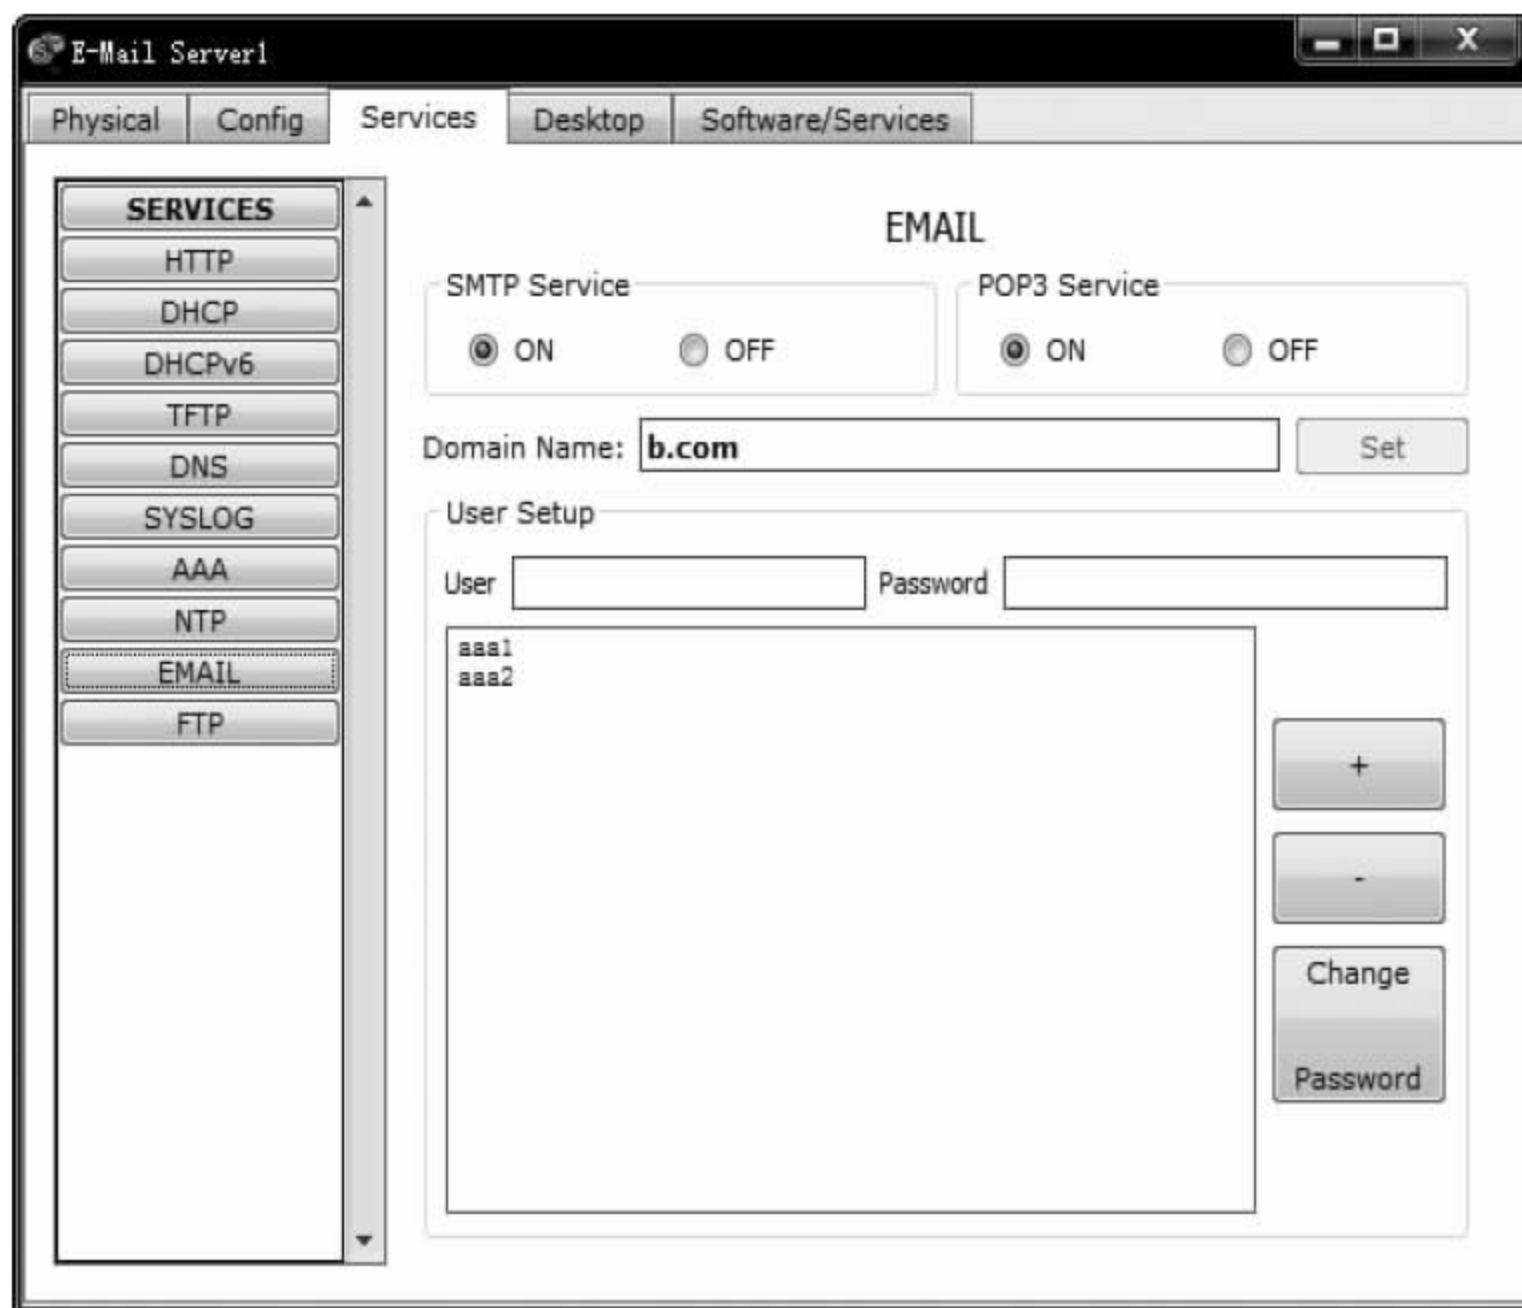 E-Mail Server1
Physical Config Services Desktop Software/Services
SERVICES
HTTP
DHCP
DHCPv6
TFTP
DNS
SYSLOG
AAA
NTP
EMAIL
FTP
EMAIL
SMTP Service
ON OFF
POP3 Service
ON OFF
Domain Name: b.com Set
User Setup
User Password
aaa1
aaa2
+
-
Change
Password